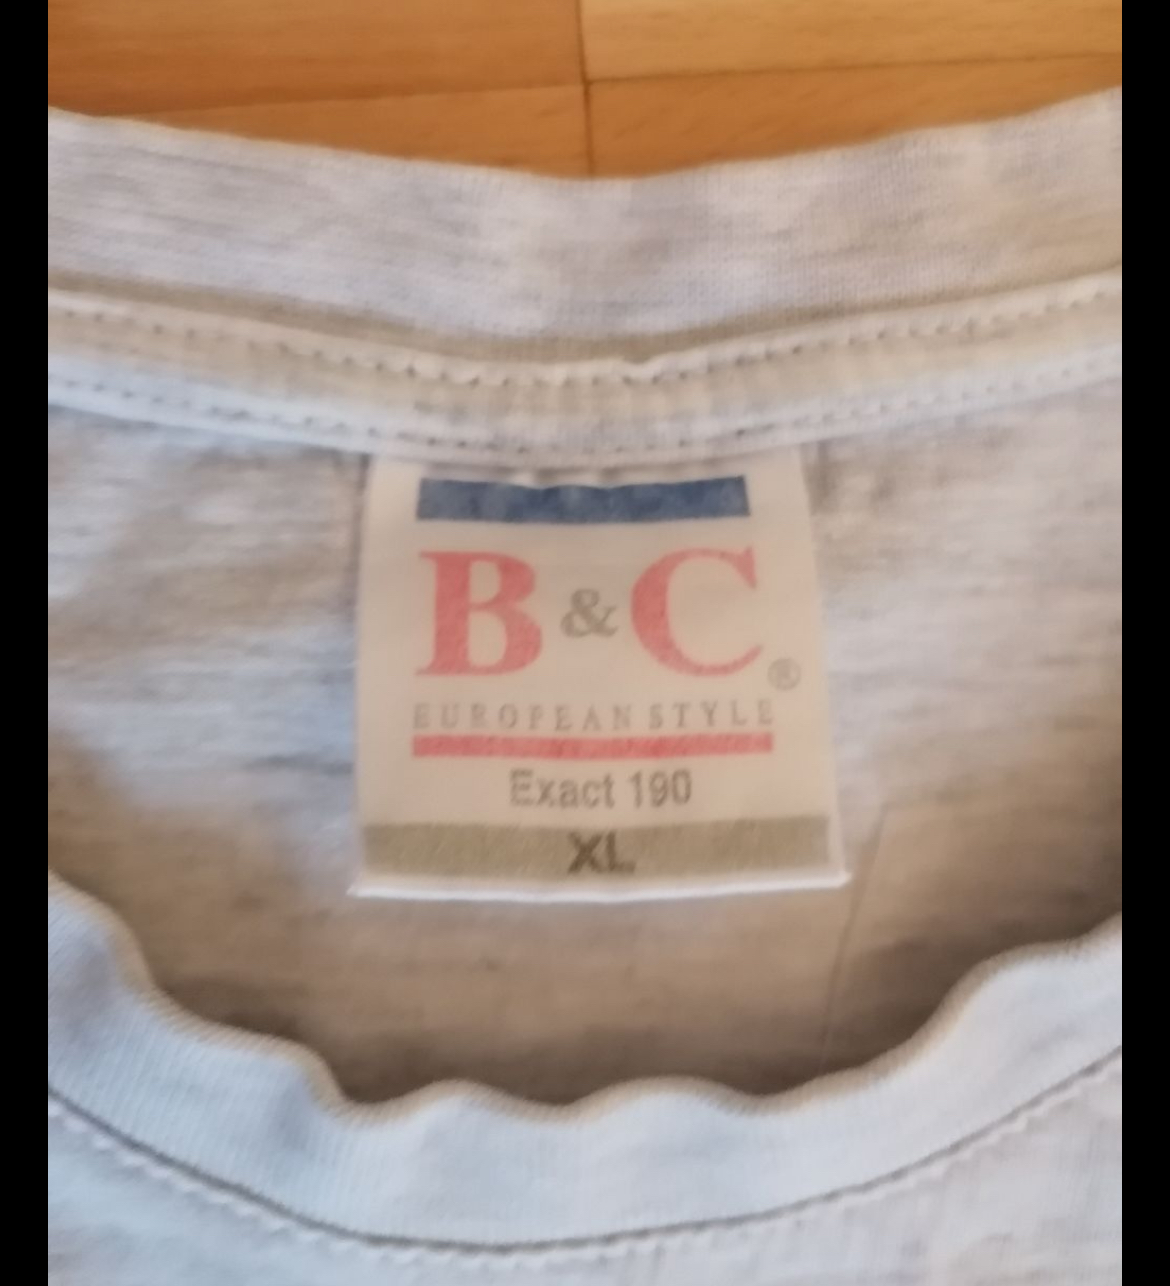 B&C®
EUROPEAN STYLE
Exact 190
XL